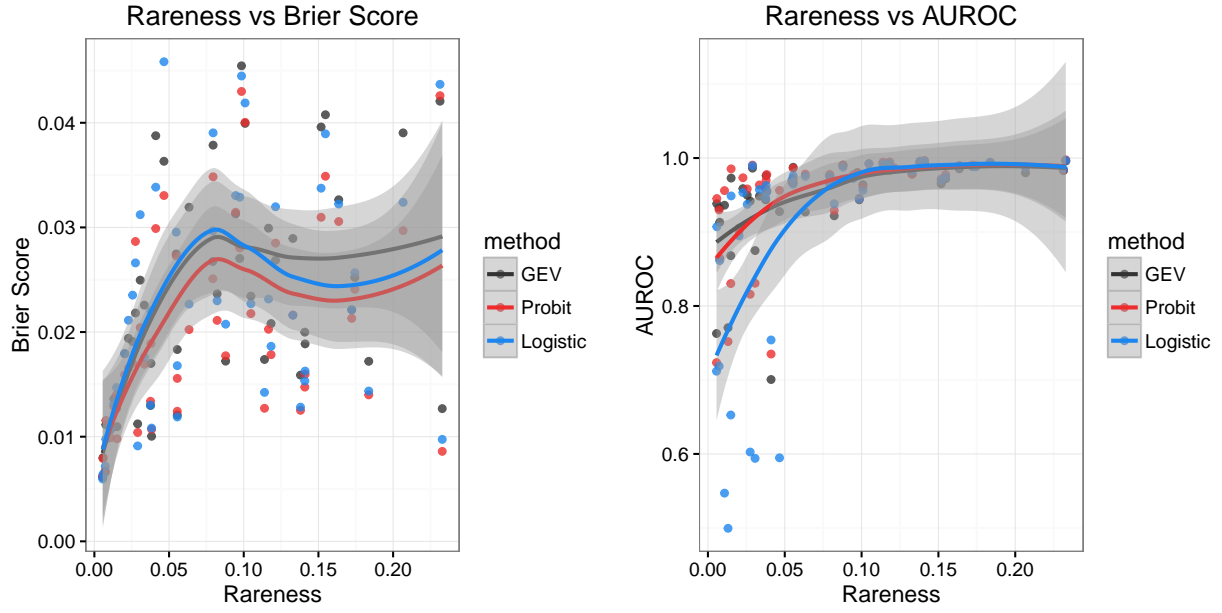 Rareness vs Brier Score
Brier Score
0.04
0.03
0.02
0.01
0.00
0.00 0.05 0.10 0.15 0.20
Rareness
method
GEV
Probit
Logistic
Rareness vs AUROC
AUROC
1.0
0.8
0.6
0.00 0.05 0.10 0.15 0.20
Rareness
method
GEV
Probit
Logistic